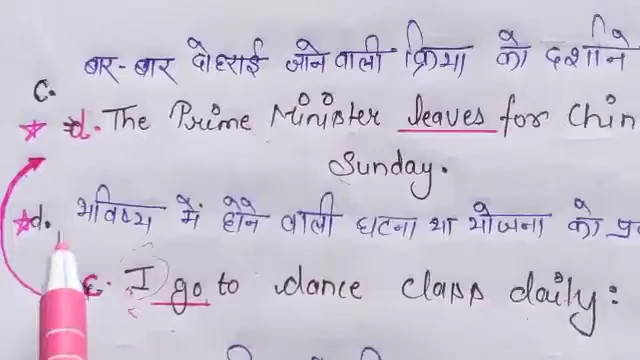 बार-बार दोहराई जाने वाली क्रिया को दर्शाने
c.
d. The Prime Minister leaves for Chin
Sunday.
d. भविष्य में होने वाली घटना या योजना को
c. I go to dance class daily: